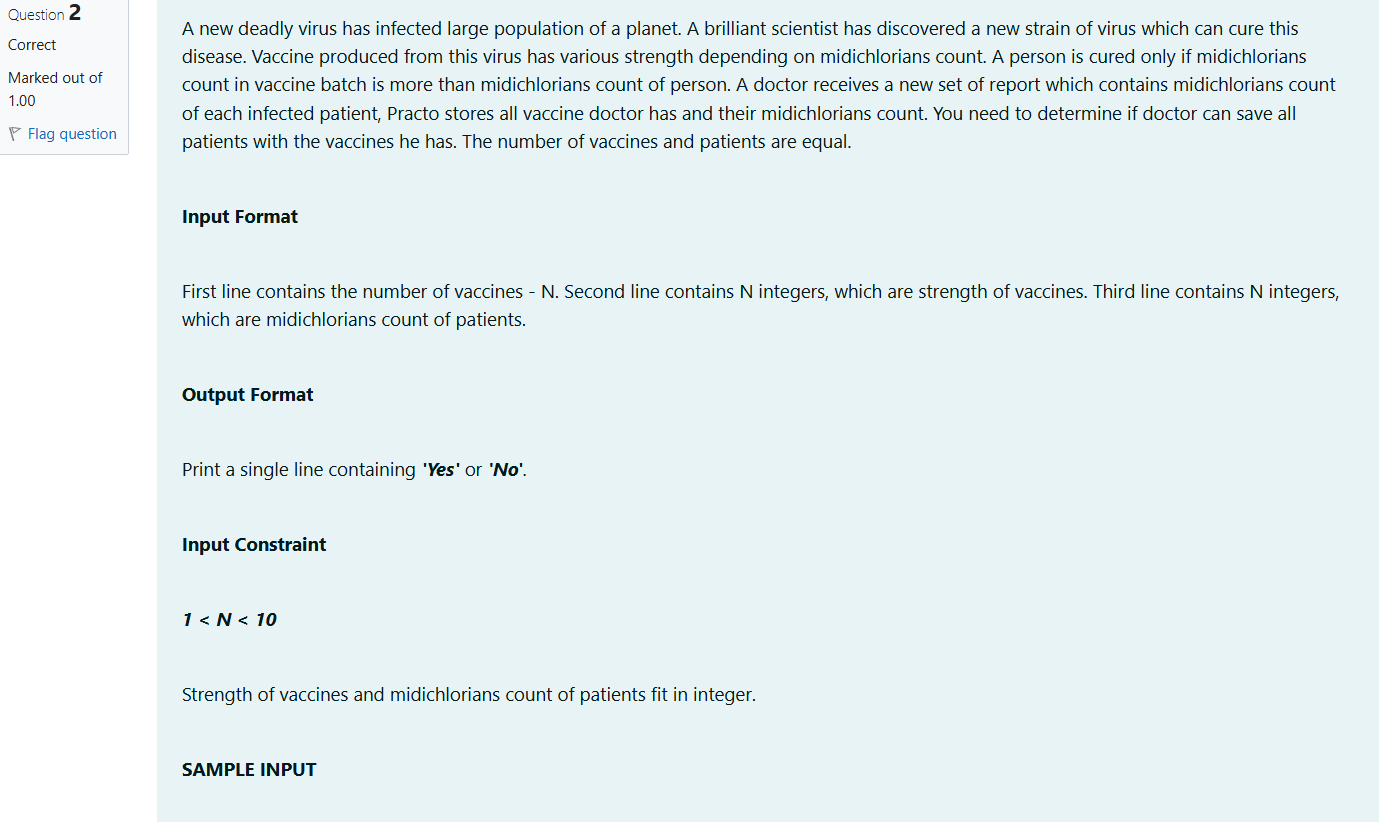 Question 2
Correct
Marked out of
1.00
Flag question
A new deadly virus has infected large population of a planet. A brilliant scientist has discovered a new strain of virus which can cure this
disease. Vaccine produced from this virus has various strength depending on midichlorians count. A person is cured only if midichlorians
count in vaccine batch is more than midichlorians count of person. A doctor receives a new set of report which contains midichlorians count
of each infected patient, Practo stores all vaccine doctor has and their midichlorians count. You need to determine if doctor can save all
patients with the vaccines he has. The number of vaccines and patients are equal.
Input Format
First line contains the number of vaccines - N. Second line contains N integers, which are strength of vaccines. Third line contains N integers,
which are midichlorians count of patients.
Output Format
Print a single line containing 'Yes' or 'No'.
Input Constraint
1 < N < 10
Strength of vaccines and midichlorians count of patients fit in integer.
SAMPLE INPUT